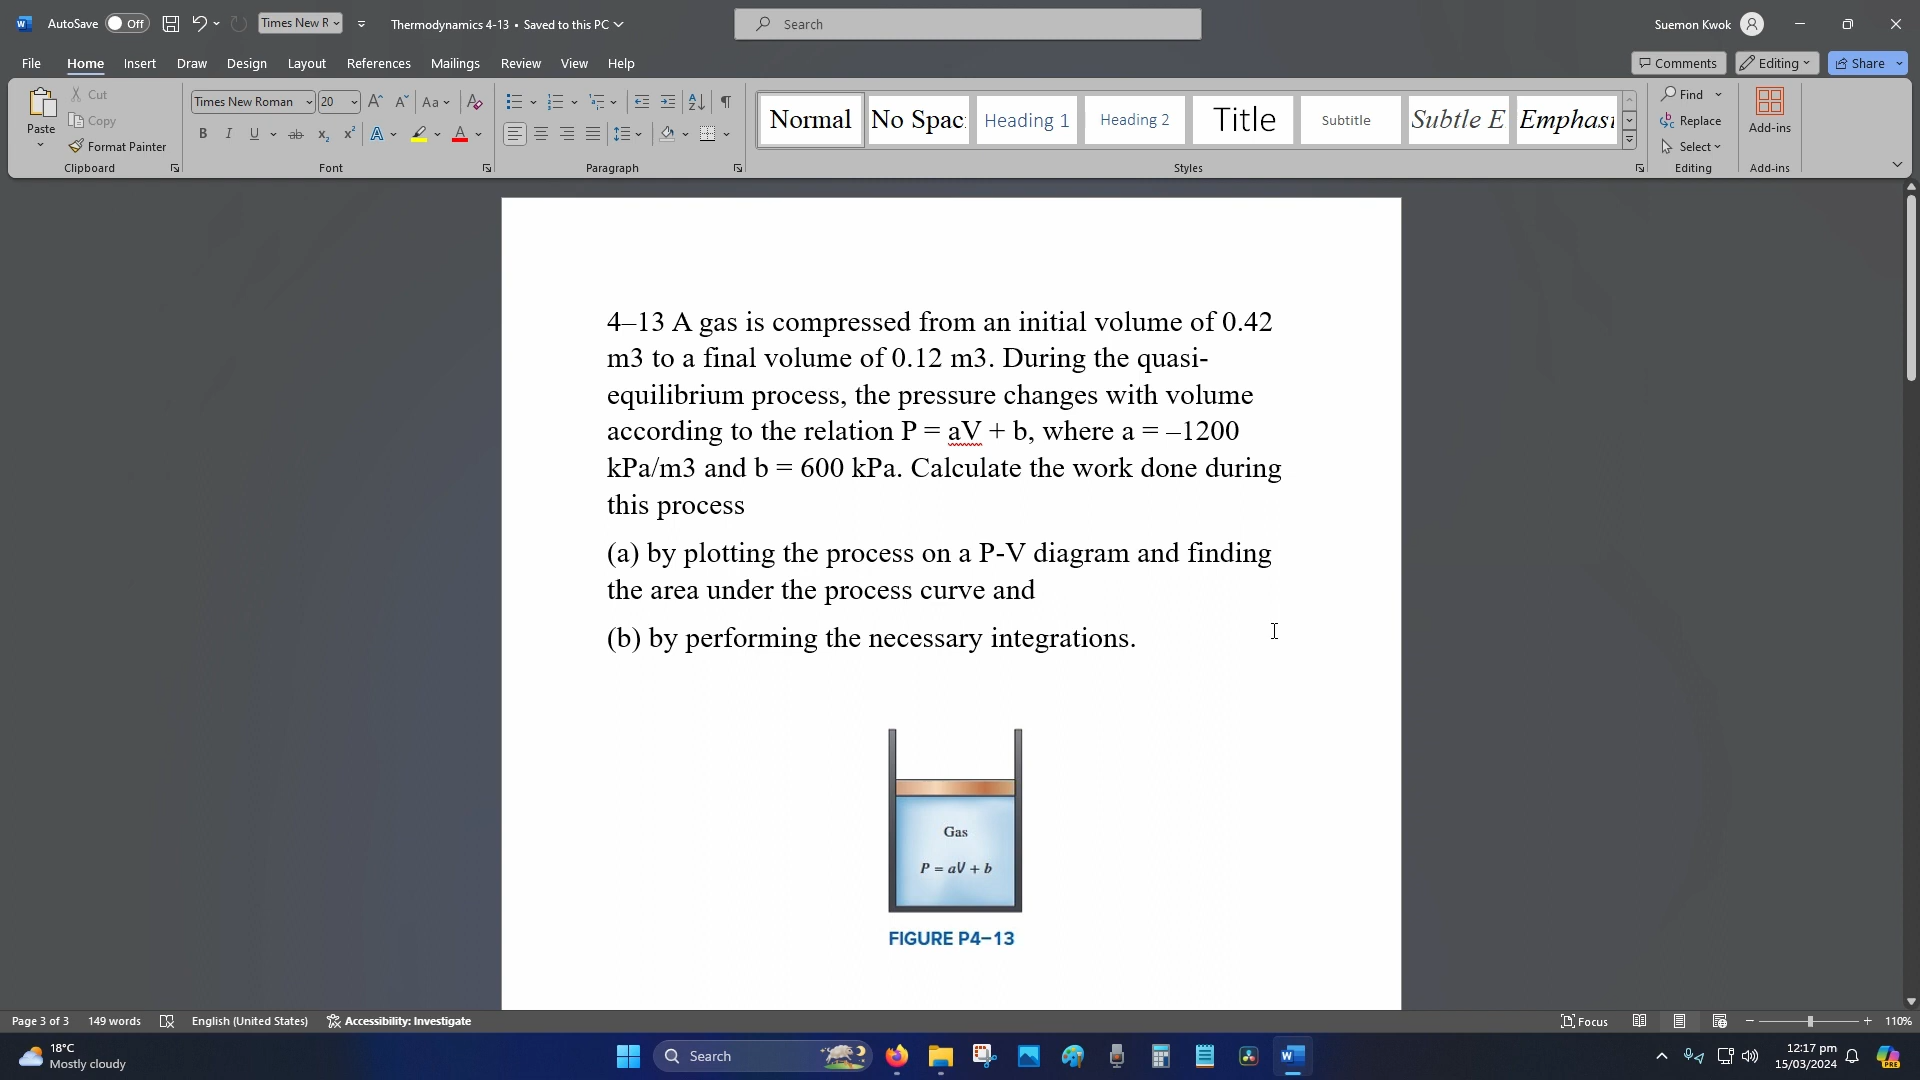 AutoSave Off Times New R Thermodynamics 4-13 • Saved to this PC Search Suemon Kwok
File Home Insert Draw Design Layout References Mailings Review View Help Comments Editing Share
Paste Cut Copy Format Painter Clipboard
Times New Roman 20 Aa
B I U ab x2 x2 A A
Font
Paragraph
Normal No Spac Heading 1 Heading 2 Title Subtitle Subtle E Emphasi
Styles
Find Replace Select Editing
Add-ins Add-ins
4–13 A gas is compressed from an initial volume of 0.42
m3 to a final volume of 0.12 m3. During the quasi-
equilibrium process, the pressure changes with volume
according to the relation P = aV + b, where a = –1200
kPa/m3 and b = 600 kPa. Calculate the work done during
this process
(a) by plotting the process on a P-V diagram and finding
the area under the process curve and
(b) by performing the necessary integrations.
Gas
P = aV + b
FIGURE P4–13
Page 3 of 3 149 words English (United States) Accessibility: Investigate Focus 110%
18°C
Mostly cloudy
Search
12:17 pm
15/03/2024
PRE